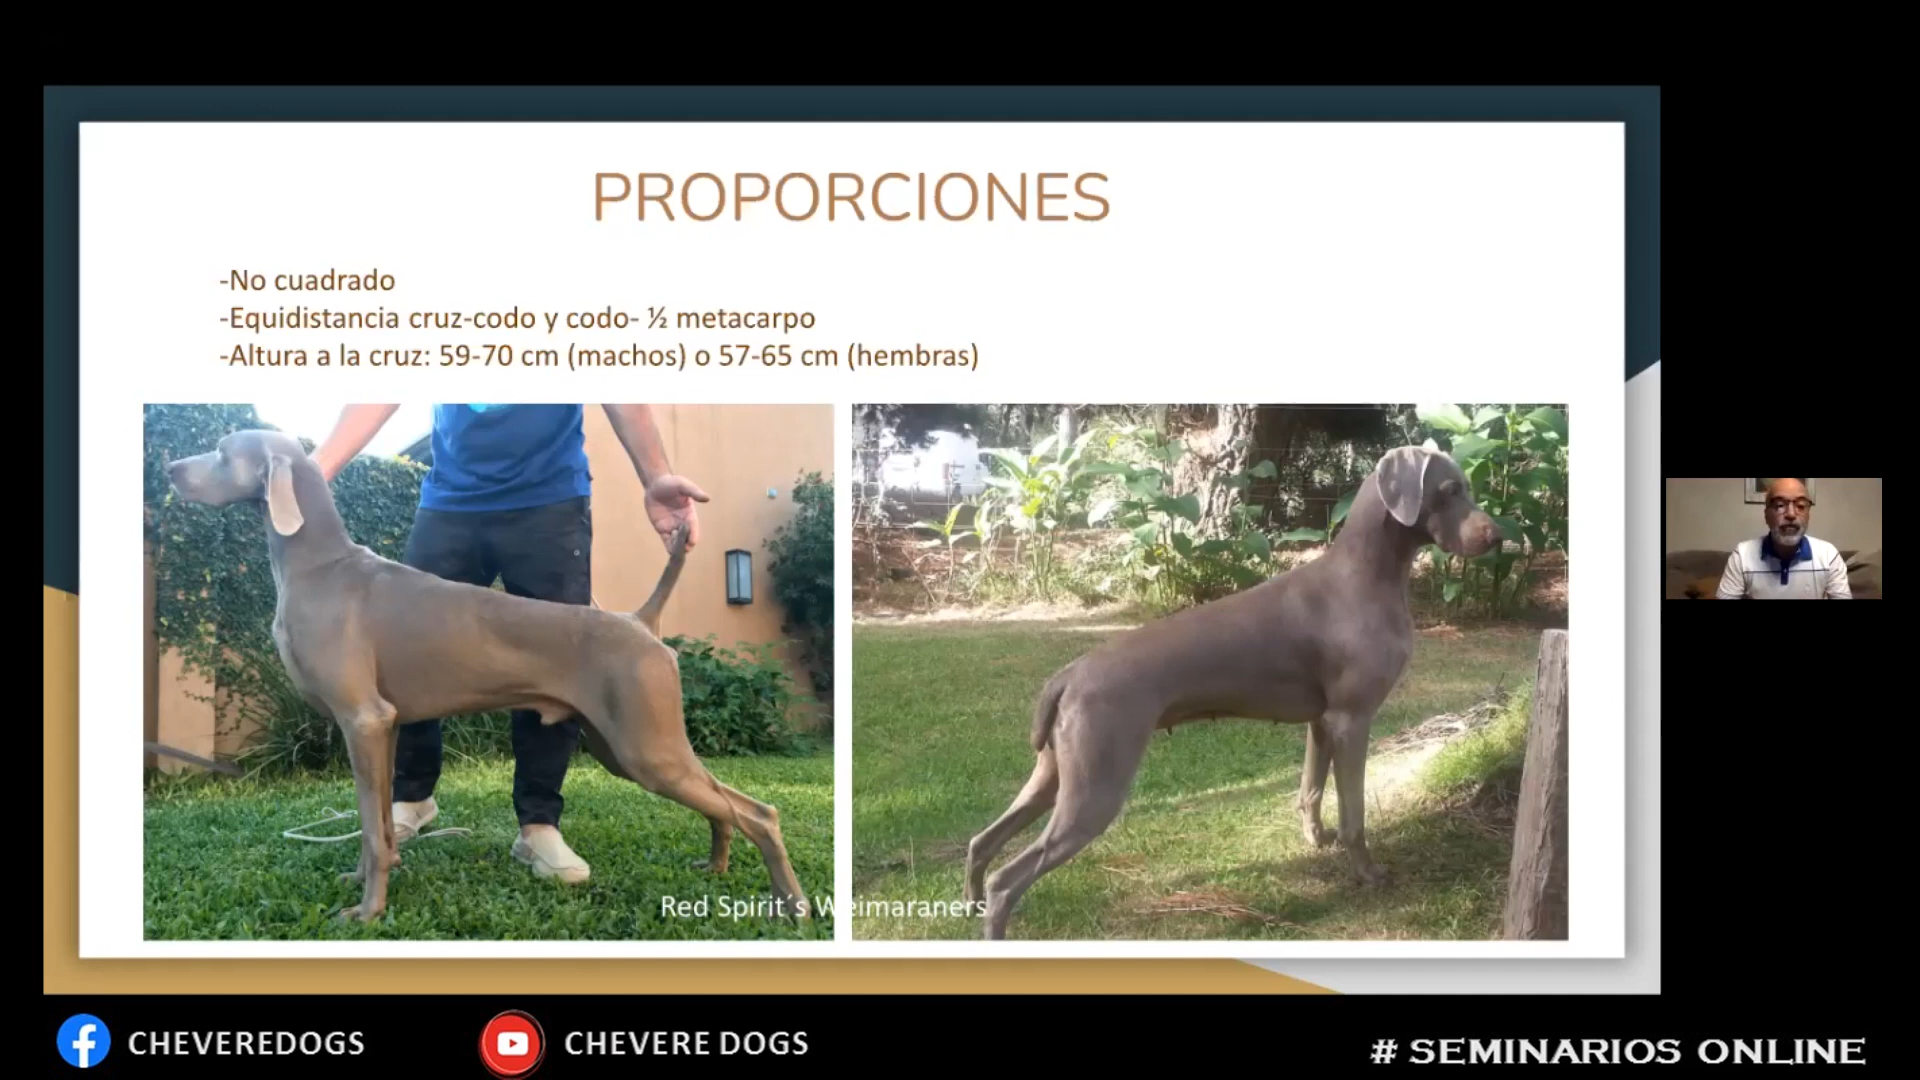 PROPORCIONES
-No cuadrado
-Equidistancia cruz-codo y codo- ½ metacarpo
-Altura a la cruz: 59-70 cm (machos) o 57-65 cm (hembras)
Red Spirit´s Weimaraners
CHEVEREDOGS
CHEVERE DOGS
# SEMINARIOS ONLINE